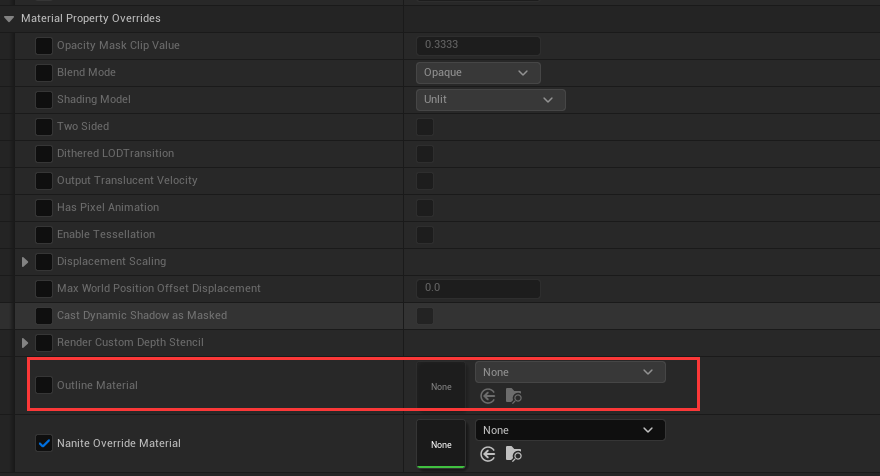 Material Property Overrides
Opacity Mask Clip Value 0.3333
Blend Mode Opaque
Shading Model Unlit
Two Sided
Dithered LODTransition
Output Translucent Velocity
Has Pixel Animation
Enable Tessellation
Displacement Scaling
Max World Position Offset Displacement 0.0
Cast Dynamic Shadow as Masked
Render Custom Depth Stencil
None
Outline Material None
None
Nanite Override Material None